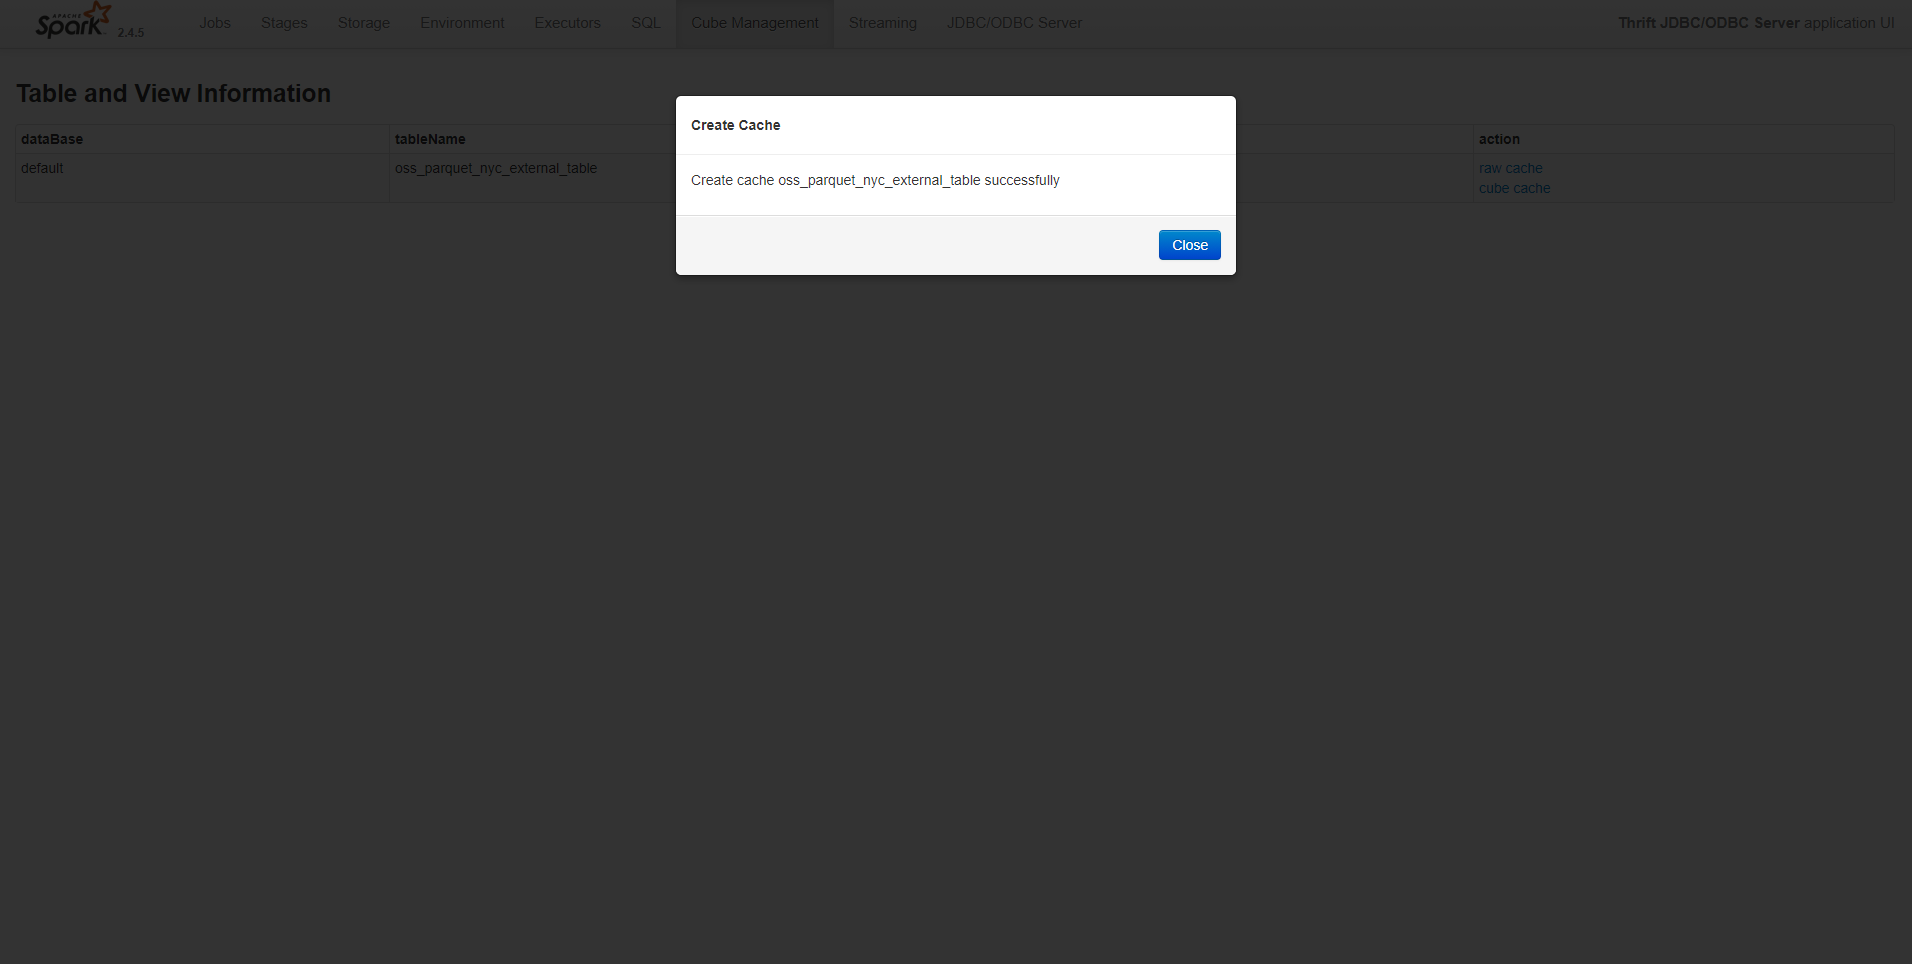 APACHE
Spark 2.4.5 Jobs Stages Storage Environment Executors SQL Cube Management Streaming JDBC/ODBC Server Thrift JDBC/ODBC Server application UI
Table and View Information
dataBase tableName action
default oss_parquet_nyc_external_table raw cache
cube cache
Create Cache
Create cache oss_parquet_nyc_external_table successfully
Close